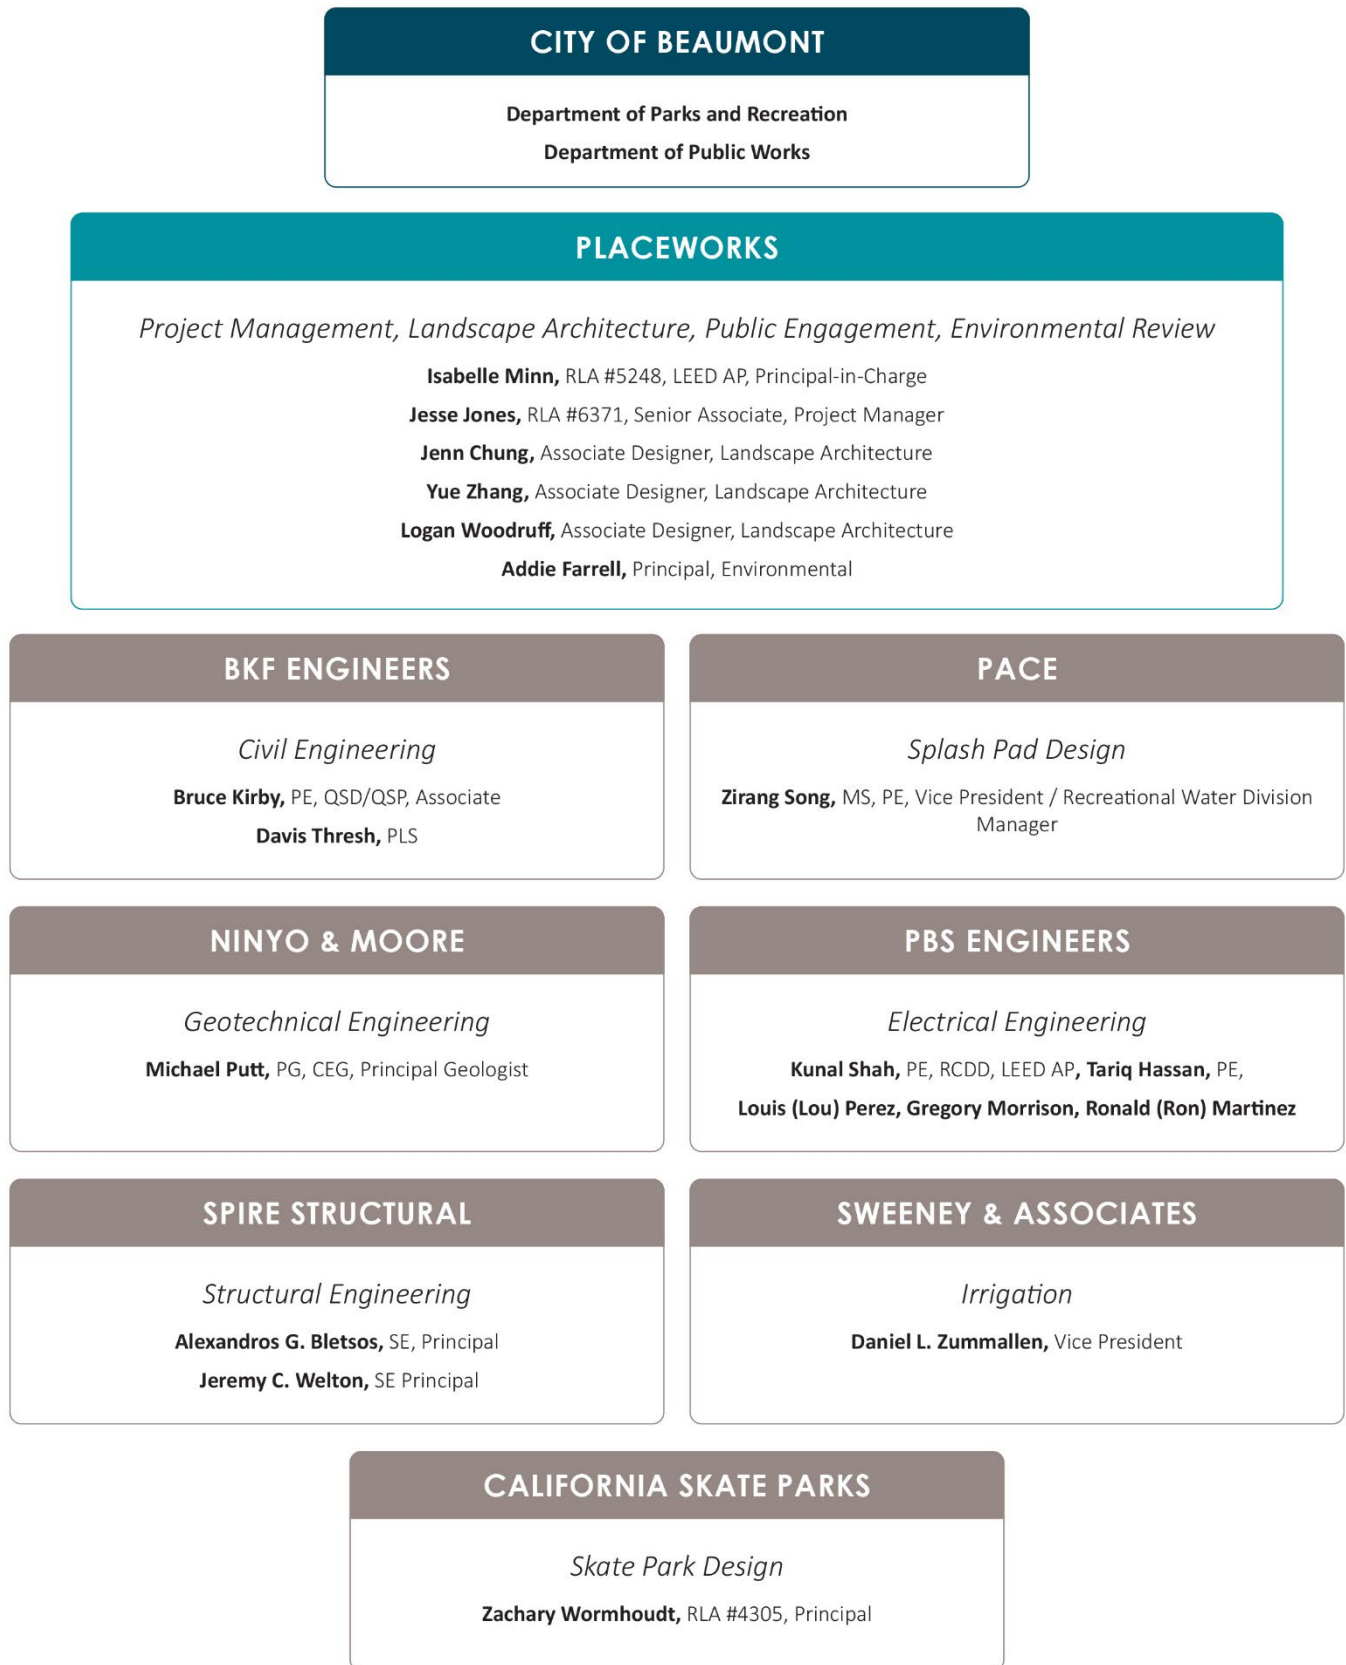 CITY OF BEAUMONT
Department of Parks and Recreation
Department of Public Works
PLACEWORKS
Project Management, Landscape Architecture, Public Engagement, Environmental Review
Isabelle Minn, RLA #5248, LEED AP, Principal-in-Charge
Jesse Jones, RLA #6371, Senior Associate, Project Manager
Jenn Chung, Associate Designer, Landscape Architecture
Yue Zhang, Associate Designer, Landscape Architecture
Logan Woodruff, Associate Designer, Landscape Architecture
Addie Farrell, Principal, Environmental
BKF ENGINEERS
Civil Engineering
Bruce Kirby, PE, QSD/QSP, Associate
Davis Thresh, PLS
PACE
Splash Pad Design
Zirang Song, MS, PE, Vice President / Recreational Water Division
Manager
NINYO & MOORE
Geotechnical Engineering
Michael Putt, PG, CEG, Principal Geologist
PBS ENGINEERS
Electrical Engineering
Kunal Shah, PE, RCDD, LEED AP, Tariq Hassan, PE,
Louis (Lou) Perez, Gregory Morrison, Ronald (Ron) Martinez
SPIRE STRUCTURAL
Structural Engineering
Alexandros G. Bletsos, SE, Principal
Jeremy C. Welton, SE Principal
SWEENEY & ASSOCIATES
Irrigation
Daniel L. Zummallen, Vice President
CALIFORNIA SKATE PARKS
Skate Park Design
Zachary Wormhoudt, RLA #4305, Principal